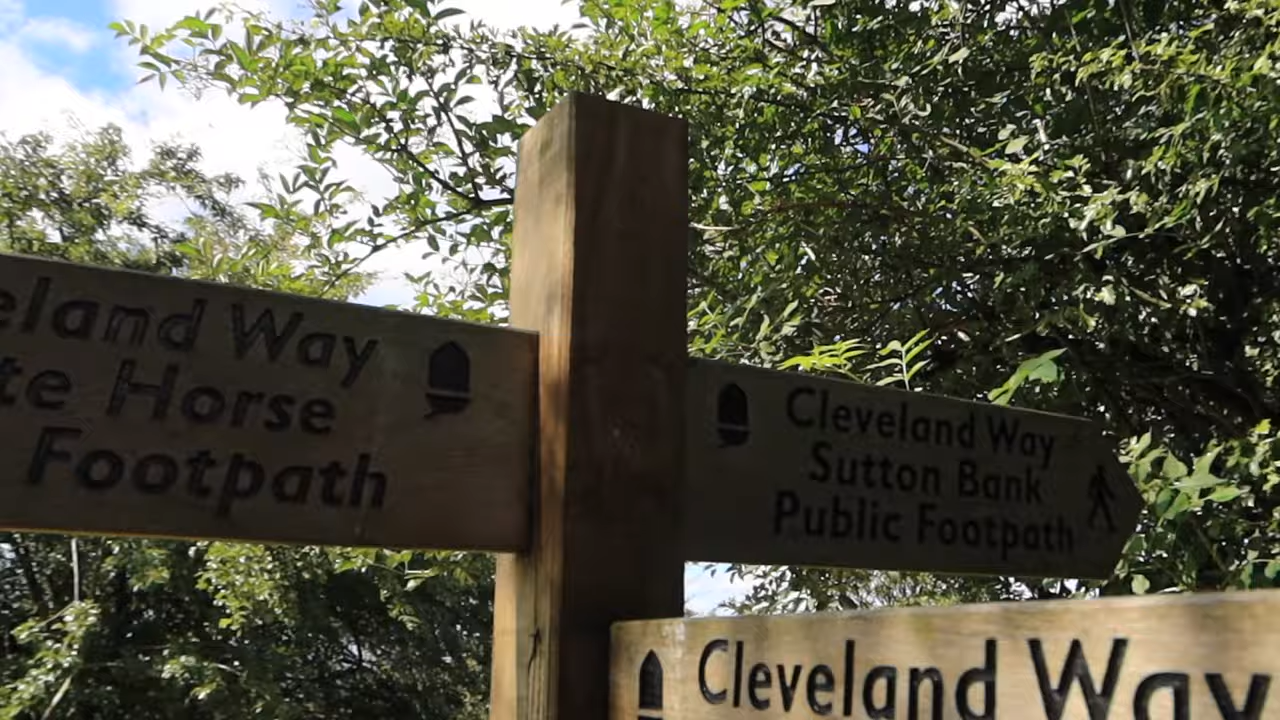 eland Way
te Horse
Footpath
Cleveland Way
Sutton Bank
Public Footpath
Cleveland Way